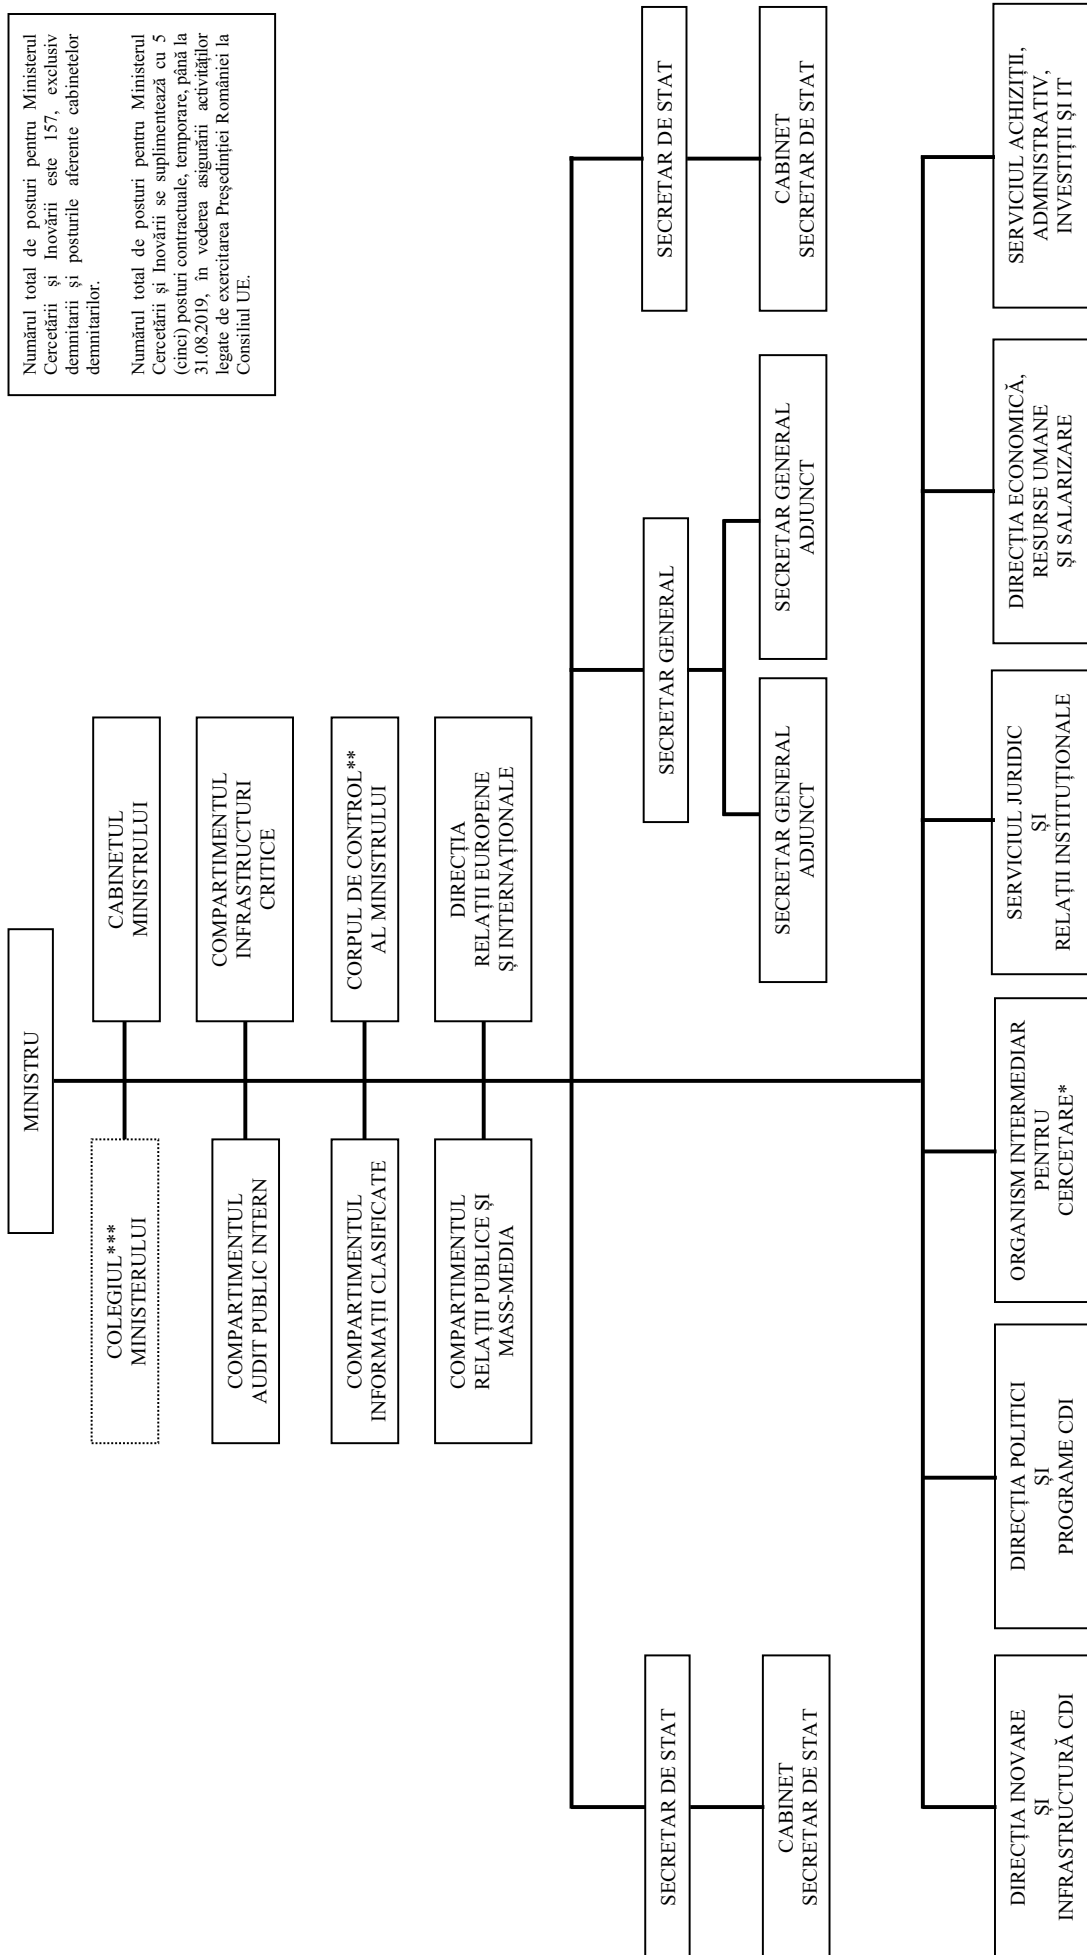 Numărul total de posturi pentru Ministerul
Cercetării și Inovării este 157, exclusiv
demnitarii și posturile aferente cabinetelor
demnitarilor.
Numărul total de posturi pentru Ministerul
Cercetării și Inovării se suplimentează cu 5
(cinci) posturi contractuale, temporare, până la
31.08.2019, în vederea asigurării activităților
legate de exercitarea Președinției României la
Consiliul UE.
MINISTRU
COLEGIUL***
MINISTERULUI
CABINETUL
MINISTRULUI
COMPARTIMENTUL
AUDIT PUBLIC INTERN
COMPARTIMENTUL
INFRASTRUCTURI
CRITICE
COMPARTIMENTUL
INFORMAȚII CLASIFICATE
CORPUL DE CONTROL**
AL MINISTRULUI
COMPARTIMENTUL
RELAȚII PUBLICE ȘI
MASS-MEDIA
DIRECȚIA
RELAȚII EUROPENE
ȘI INTERNAȚIONALE
SECRETAR DE STAT
SECRETAR GENERAL
SECRETAR DE STAT
CABINET
SECRETAR DE STAT
SECRETAR GENERAL
ADJUNCT
SECRETAR GENERAL
ADJUNCT
CABINET
SECRETAR DE STAT
DIRECȚIA INOVARE
ȘI
INFRASTRUCTURĂ CDI
DIRECȚIA POLITICI
ȘI
PROGRAME CDI
ORGANISM INTERMEDIAR
PENTRU
CERCETARE*
SERVICIUL JURIDIC
ȘI
RELAȚII INSTITUȚIONALE
DIRECȚIA ECONOMICĂ,
RESURSE UMANE
ȘI SALARIZARE
SERVICIUL ACHIZIȚII,
ADMINISTRATIV,
INVESTIȚII ȘI IT